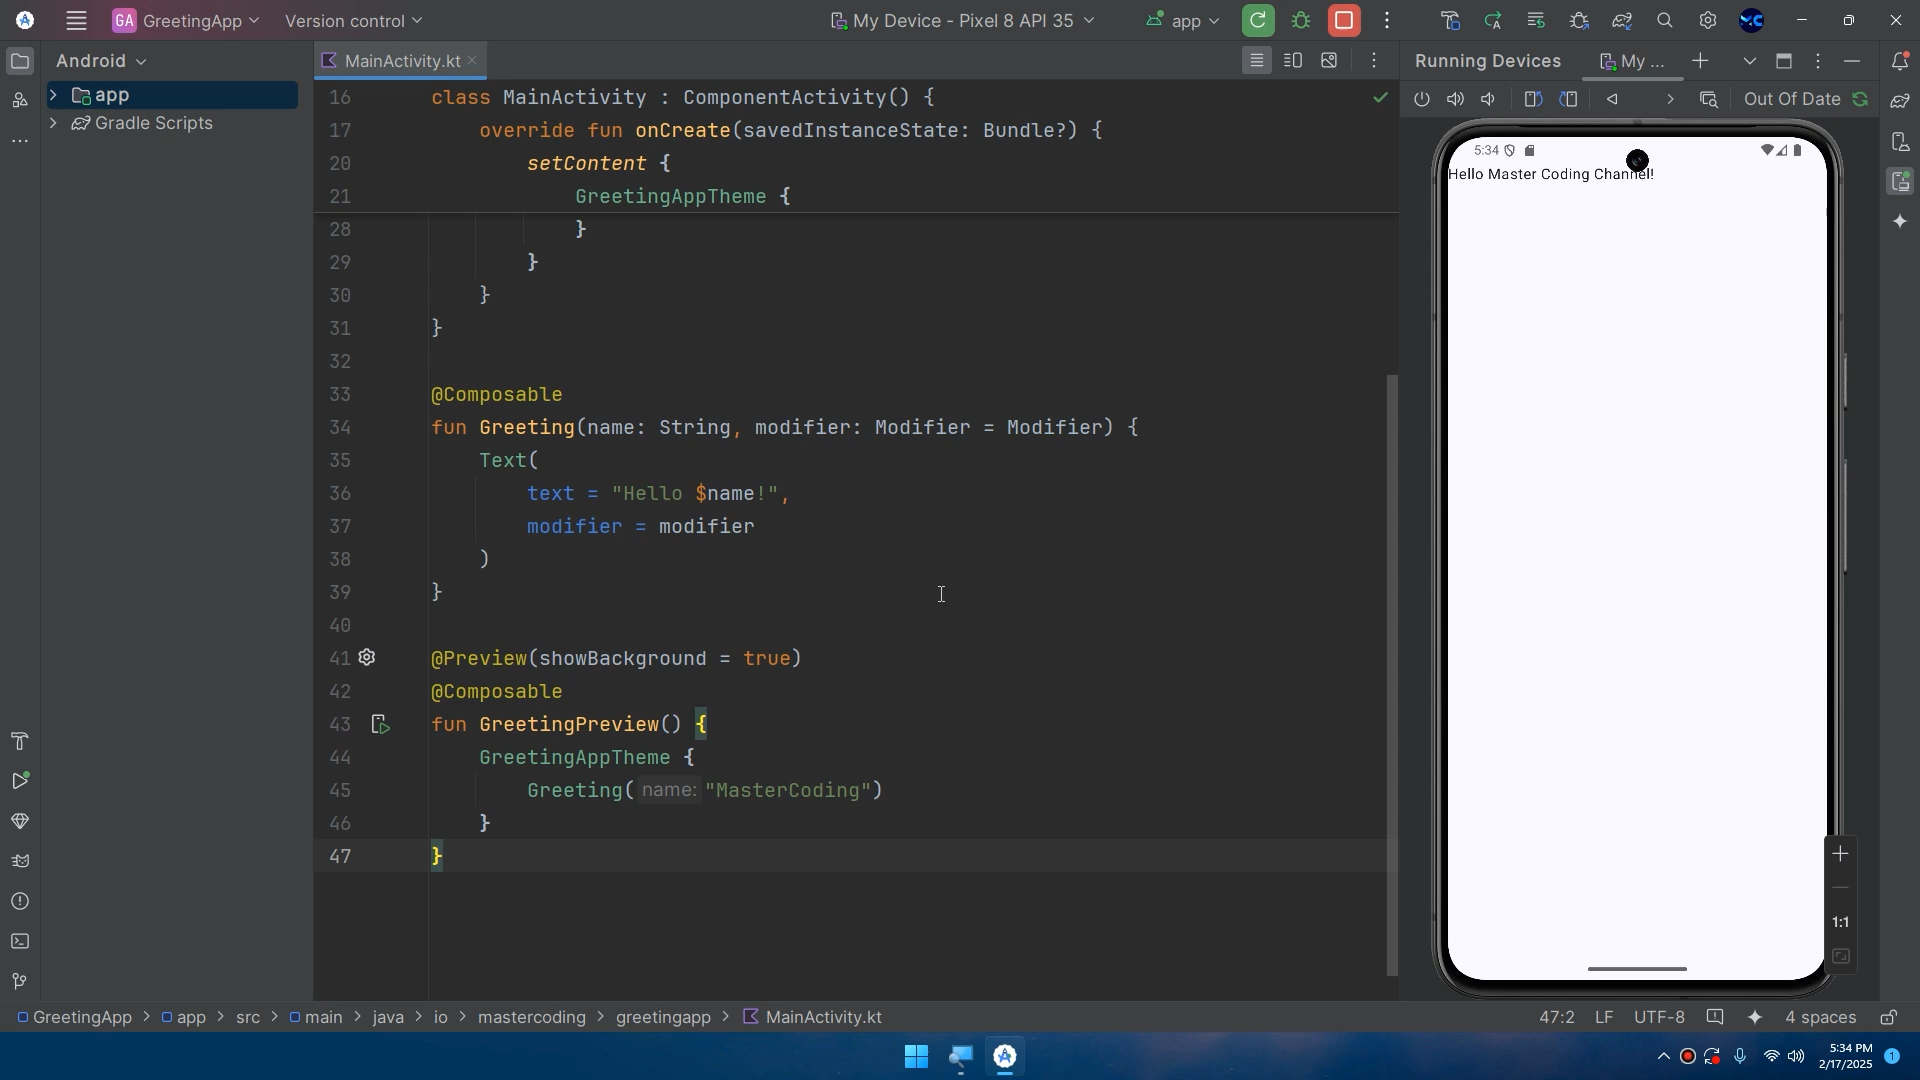 GA GreetingApp Version control My Device - Pixel 8 API 35 app
Android
app
Gradle Scripts
MainActivity.kt
16 class MainActivity : ComponentActivity() {
17 override fun onCreate(savedInstanceState: Bundle?) {
20 setContent {
21 GreetingAppTheme {
28 }
29 }
30 }
31 }
32
33 @Composable
34 fun Greeting(name: String, modifier: Modifier = Modifier) {
35 Text(
36 text = "Hello $name!",
37 modifier = modifier
38 )
39 }
40
41 @Preview(showBackground = true)
42 @Composable
43 fun GreetingPreview() {
44 GreetingAppTheme {
45 Greeting( name: "MasterCoding")
46 }
47 }
Running Devices My ...
Out Of Date
5:34
Hello Master Coding Channel!
1:1
GreetingApp > app > src > main > java > io > mastercoding > greetingapp > MainActivity.kt
47:2 LF UTF-8 4 spaces
5:34 PM
2/17/2025
1